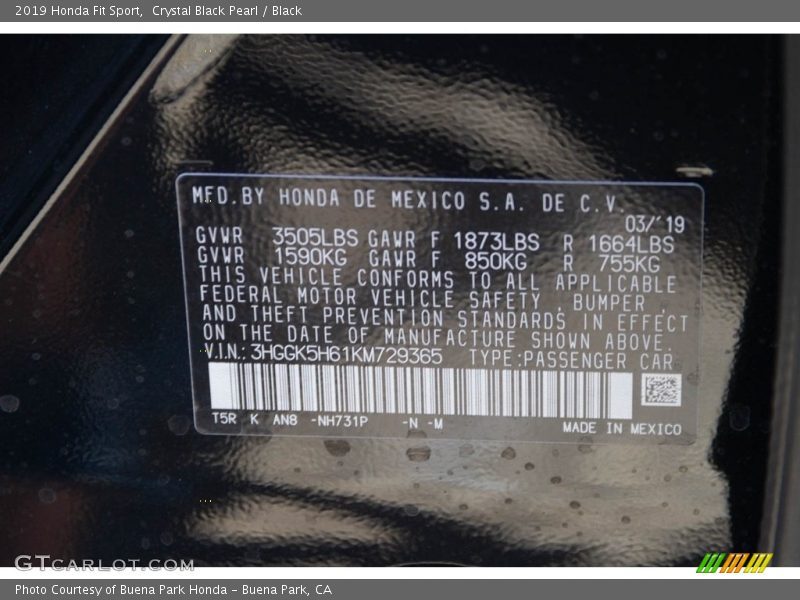 2019 Honda Fit Sport,  Crystal Black Pearl / Black
MFD.BY HONDA DE MEXICO S.A. DE C.V.
03/'19
GVWR 3505LBS GAWR F 1873LBS R 1664LBS
GVWR 1590KG GAWR F 850KG R 755KG
THIS VEHICLE CONFORMS TO ALL APPLICABLE
FEDERAL MOTOR VEHICLE SAFETY, BUMPER,
AND THEFT PREVENTION STANDARDS IN EFFECT
ON THE DATE OF MANUFACTURE SHOWN ABOVE.
V.I.N.: 3HGGK5H61KM729365 TYPE:PASSENGER CAR
T5R K AN8 -NH731P -N -M
MADE IN MEXICO
GTCARLOT.COM
Photo Courtesy of Buena Park Honda - Buena Park, CA